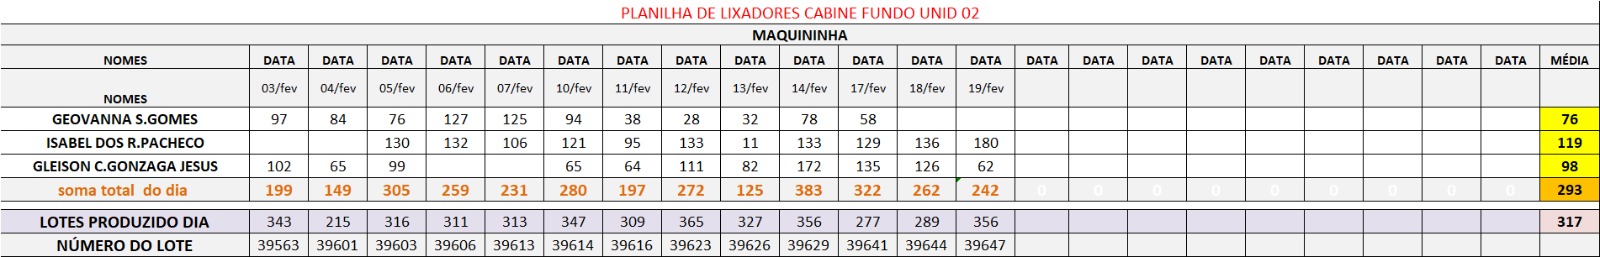 PLANILHA DE LIXADORES CABINE FUNDO UNID 02
MAQUININHA
NOMES DATA DATA DATA DATA DATA DATA DATA DATA DATA DATA DATA DATA DATA DATA DATA DATA DATA DATA DATA DATA DATA DATA MÉDIA
NOMES 03/fev 04/fev 05/fev 06/fev 07/fev 10/fev 11/fev 12/fev 13/fev 14/fev 17/fev 18/fev 19/fev
GEOVANNA S.GOMES 97 84 76 127 125 94 38 28 32 78 58 76
ISABEL DOS R.PACHECO 130 132 106 121 95 133 11 133 129 136 180 119
GLEISON C.GONZAGA JESUS 102 65 99 65 64 111 82 172 135 126 62 98
soma total do dia 199 149 305 259 231 280 197 272 125 383 322 262 242 0 0 0 0 0 0 0 0 0 293
LOTES PRODUZIDO DIA 343 215 316 311 313 347 309 365 327 356 277 289 356 317
NÚMERO DO LOTE 39563 39601 39603 39606 39613 39614 39616 39623 39624 39629 39641 39644 39647